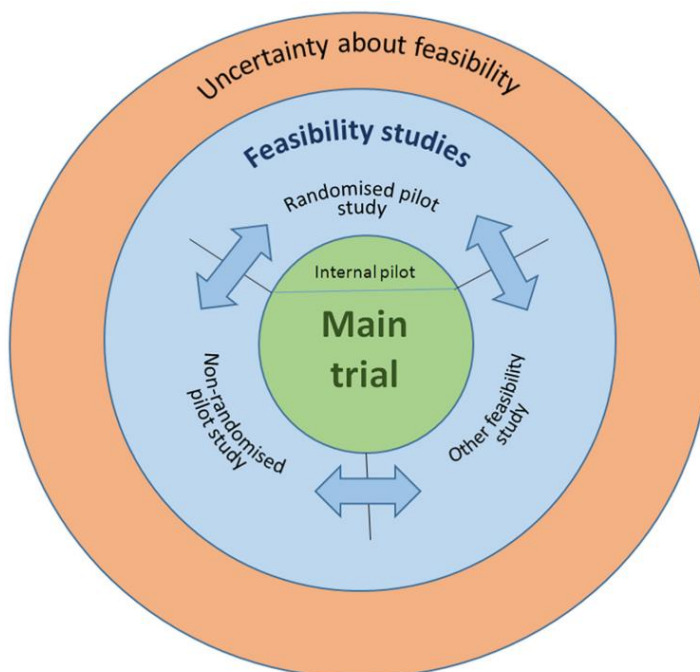 Uncertainty about feasibility
Feasibility studies
Randomised pilot
study
Internal pilot
Main
trial
Non-randomised
pilot study
Other feasibility
study